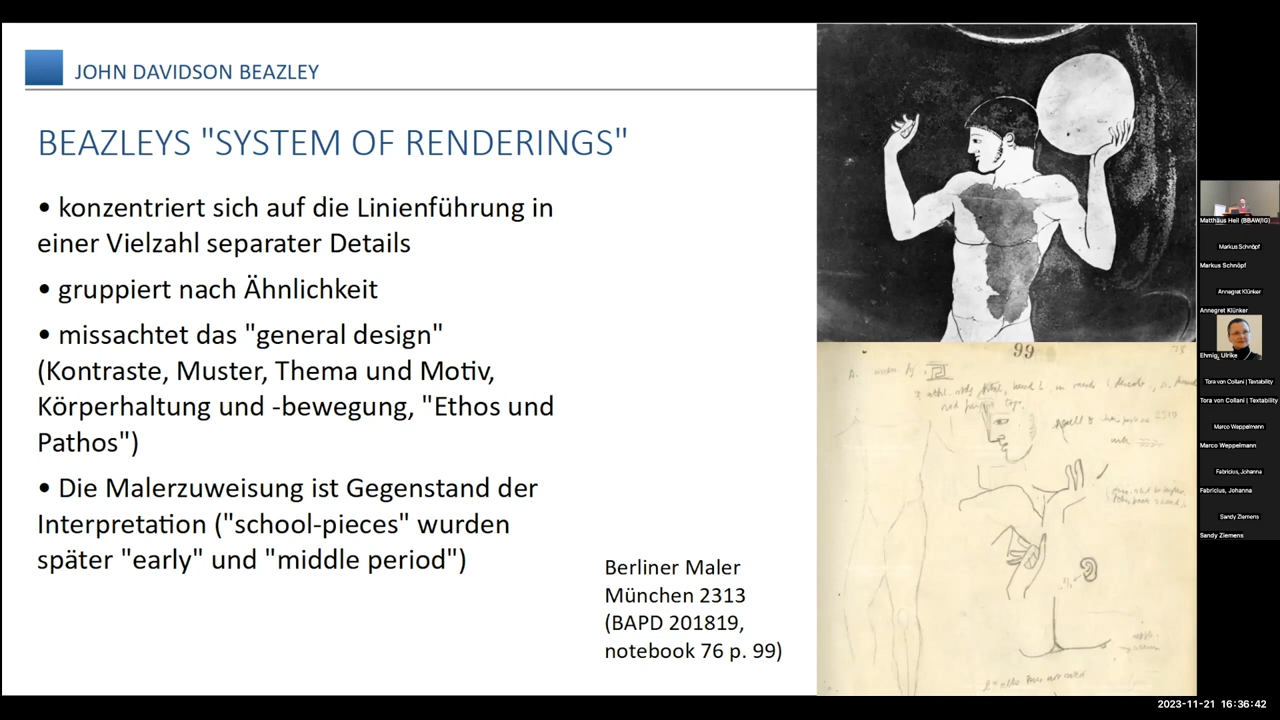 JOHN DAVIDSON BEAZLEY
BEAZLEYS "SYSTEM OF RENDERINGS"
• konzentriert sich auf die Linienführung in
einer Vielzahl separater Details
• gruppiert nach Ähnlichkeit
• missachtet das "general design"
(Kontraste, Muster, Thema und Motiv,
Körperhaltung und -bewegung, "Ethos und
Pathos")
• Die Malerzuweisung ist Gegenstand der
Interpretation ("school-pieces" wurden
später "early" und "middle period")
Berliner Maler
München 2313
(BAPD 201819,
notebook 76 p. 99)
99
Matthäus Heil (BBAW/IG)
Markus Schnöpf
Markus Schnöpf
Annegret Klünker
Annegret Klünker
Ehmig, Ulrike
Tora von Collani | Textability
Tora von Collani | Textability
Marco Weppelmann
Marco Weppelmann
Fabricius, Johanna
Fabricius, Johanna
Sandy Ziemens
Sandy Ziemens
2023-11-21 16:36:42